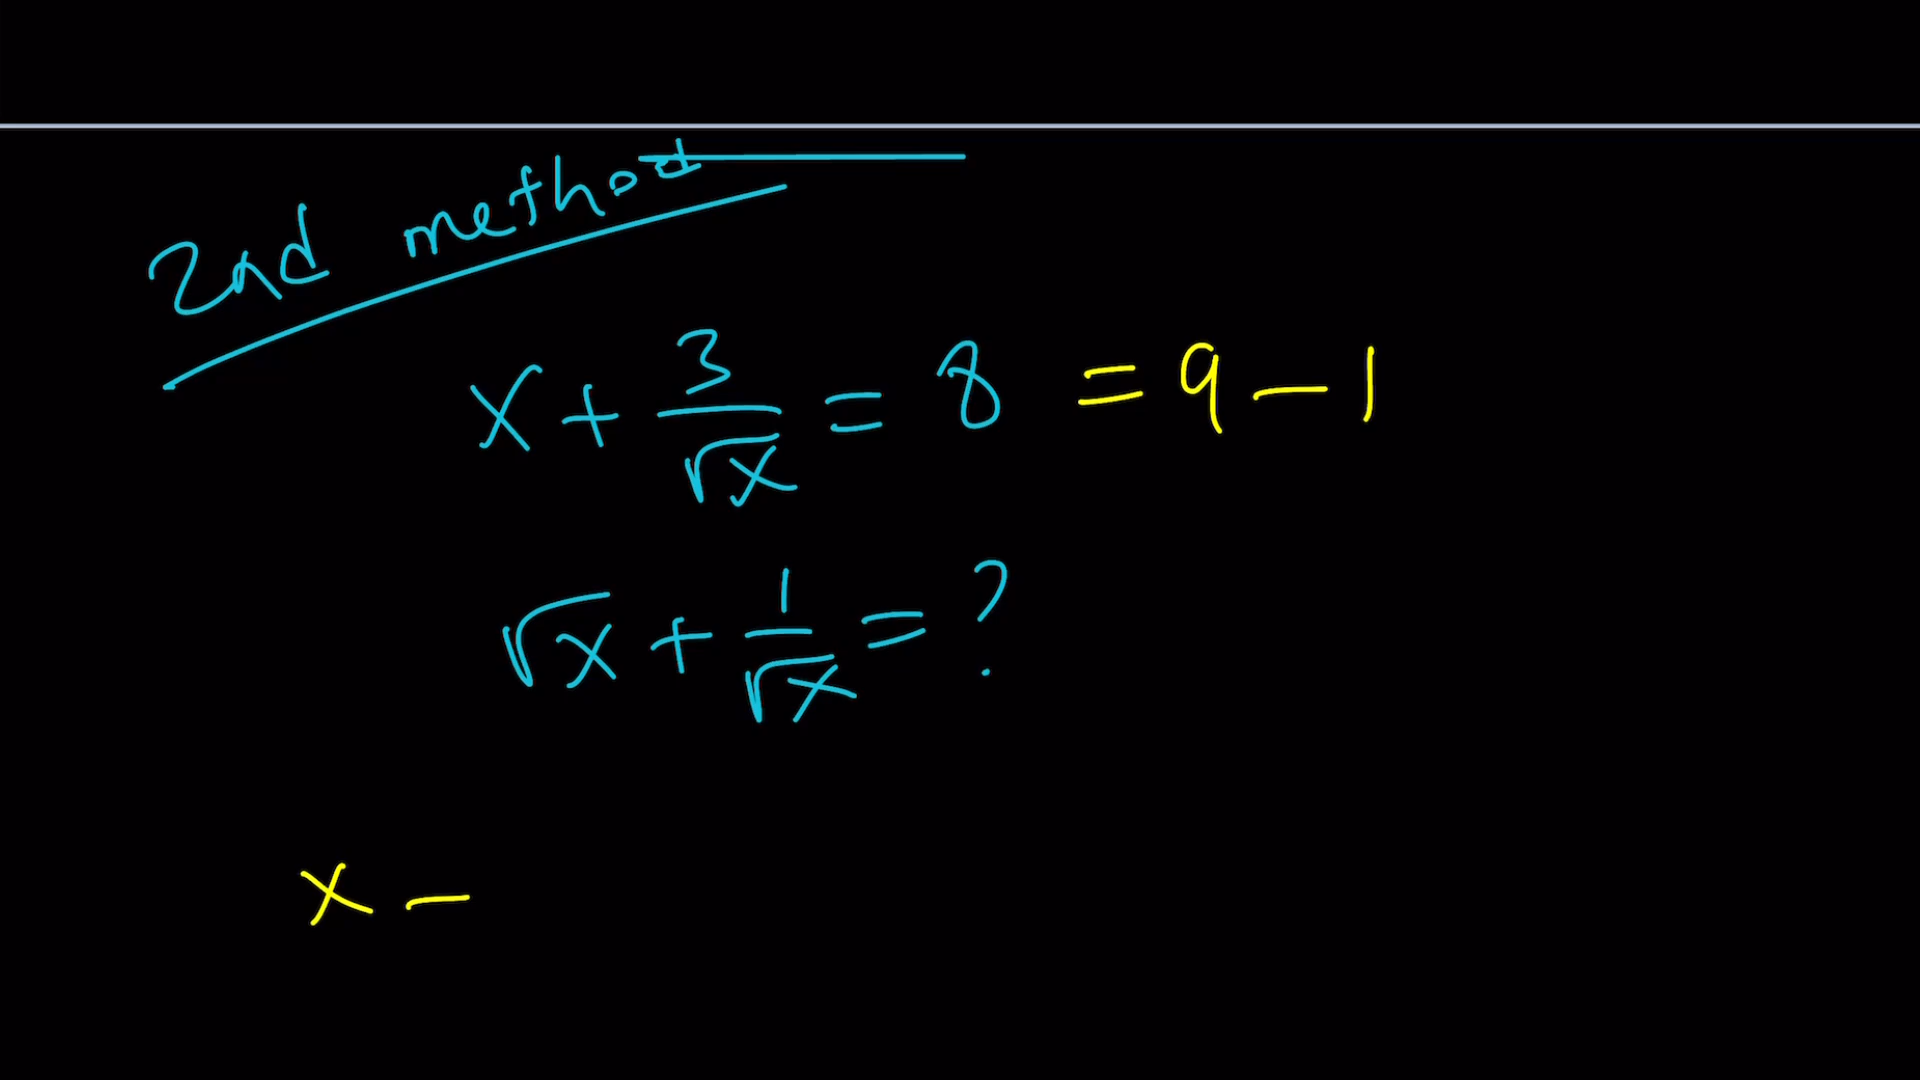 2nd method
x + 3/√x = 8 = 9 - 1
√x + 1/√x = ?
x -